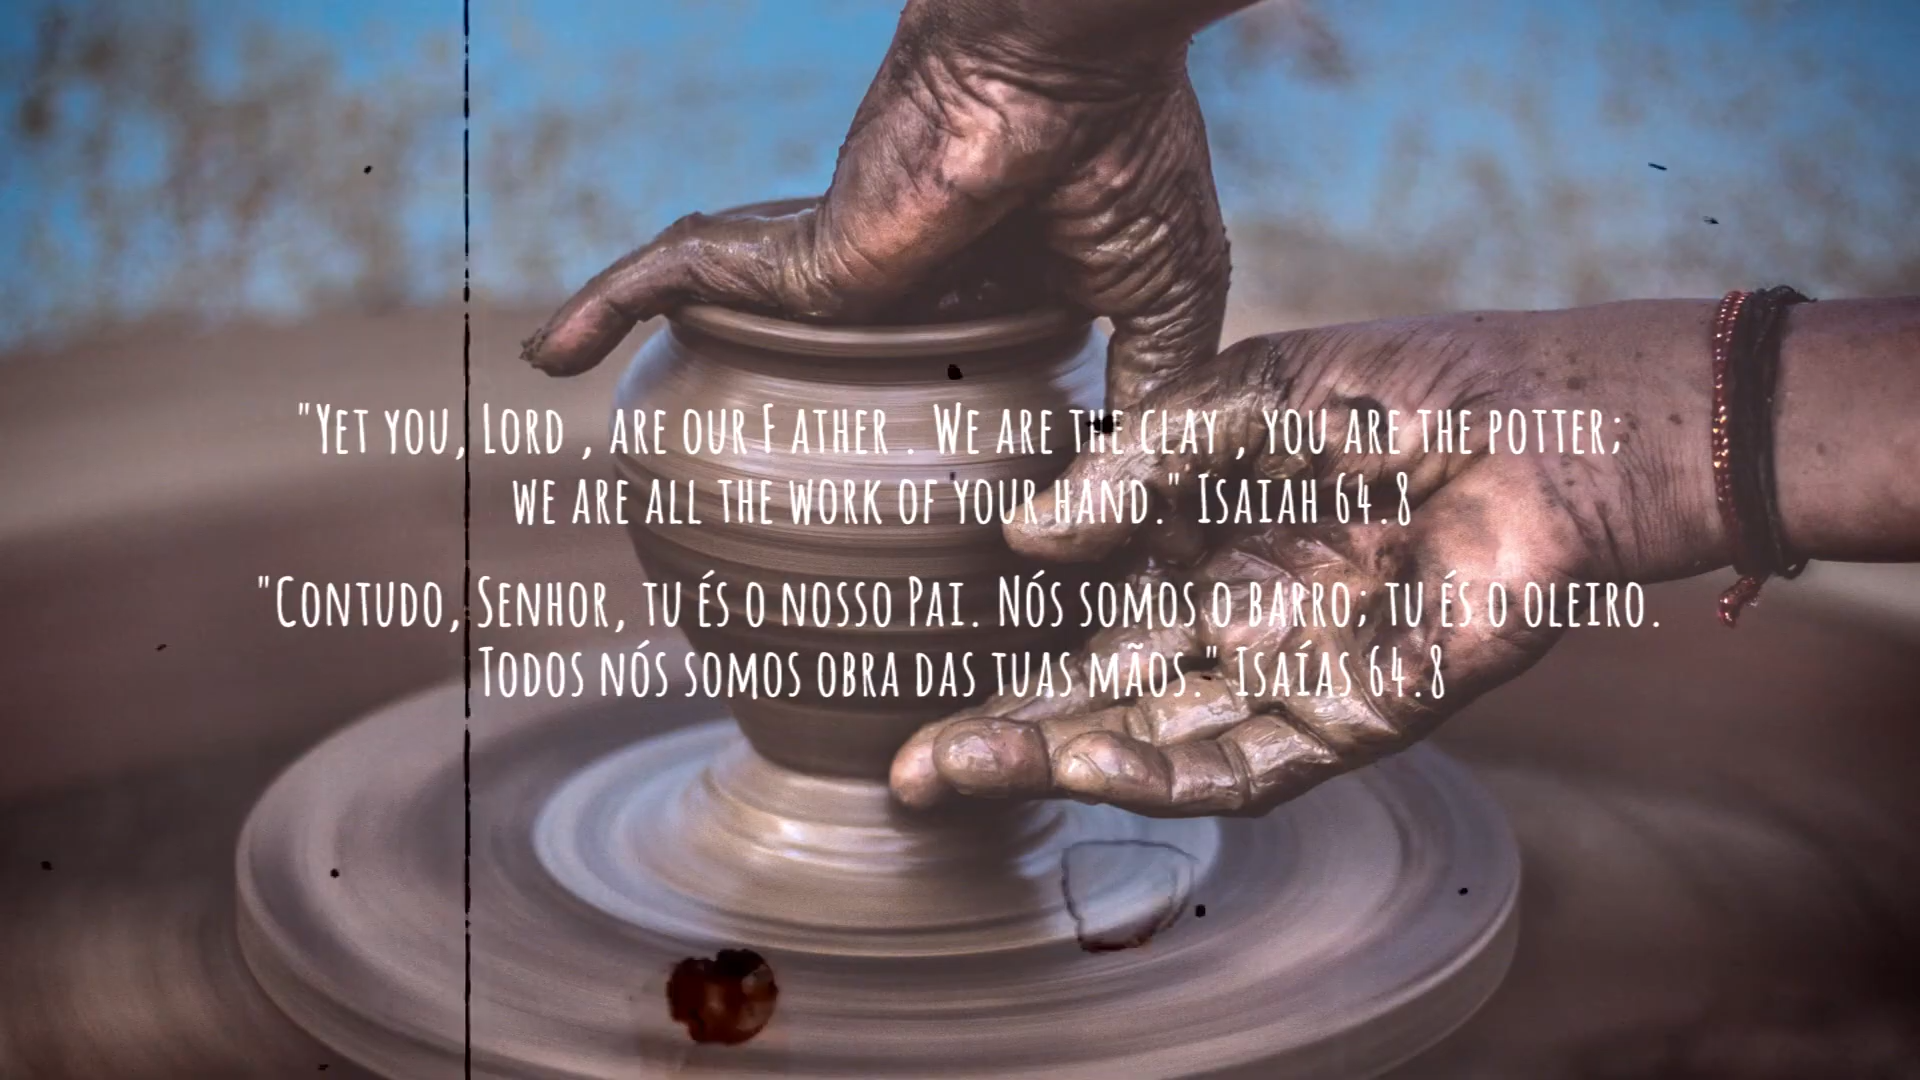 "Yet you, Lord , are our F ather . We are the clay , you are the potter;
we are all the work of your hand." Isaiah 64.8
"Contudo, Senhor, tu és o nosso Pai. Nós somos o barro; tu és o oleiro.
Todos nós somos obra das tuas mãos." Isaías 64.8